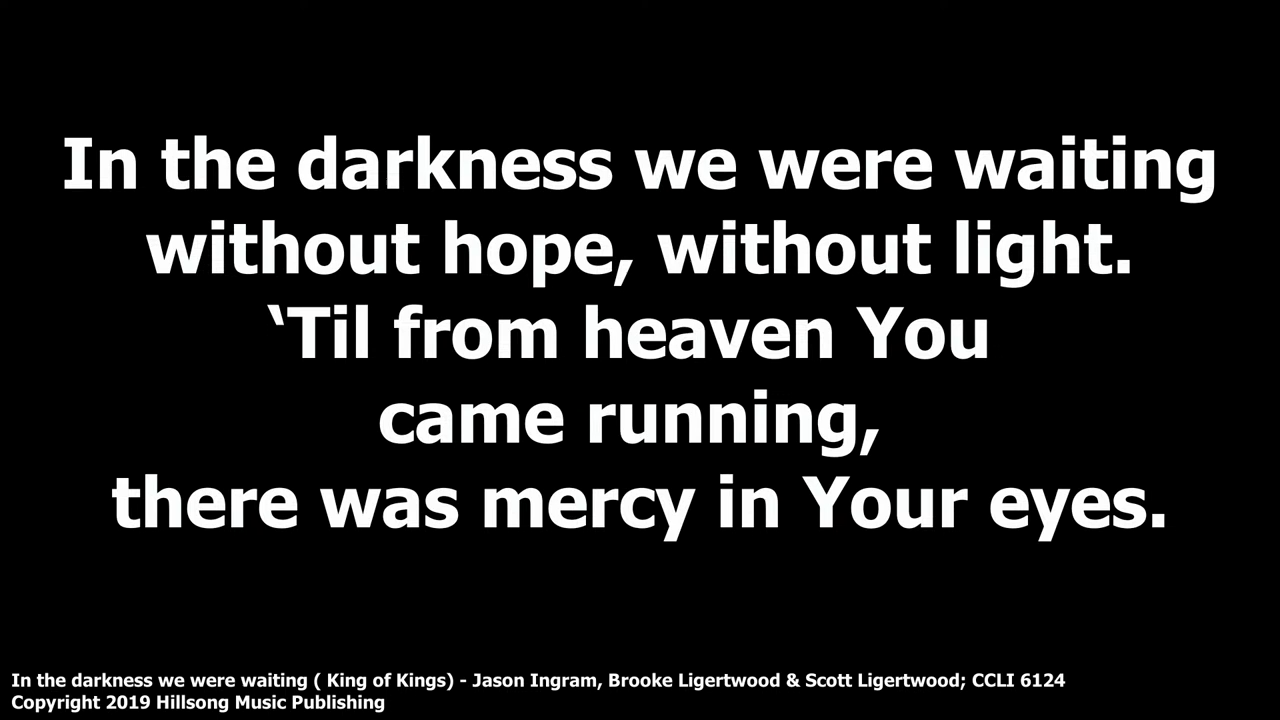 In the darkness we were waiting
without hope, without light.
‘Til from heaven You
came running,
there was mercy in Your eyes.
In the darkness we were waiting ( King of Kings) - Jason Ingram, Brooke Ligertwood & Scott Ligertwood; CCLI 6124
Copyright 2019 Hillsong Music Publishing